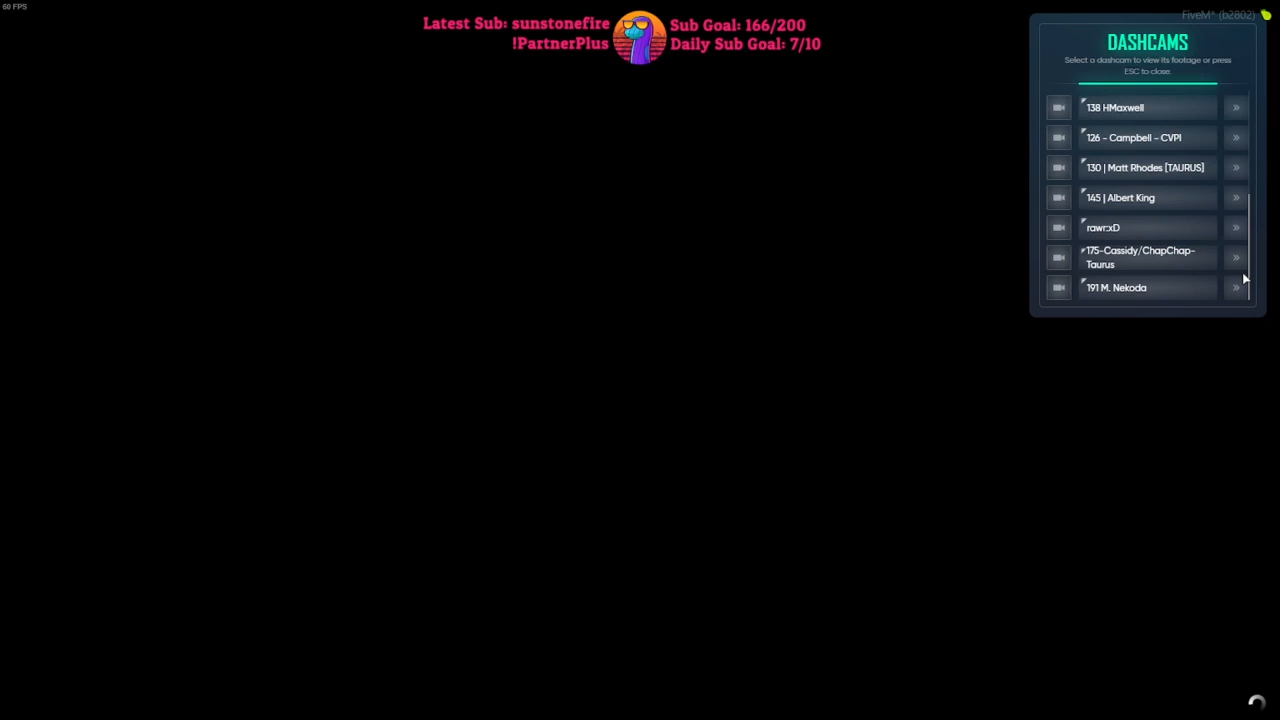 60 FPS
Latest Sub: sunstonefire
!PartnerPlus
Sub Goal: 166/200
Daily Sub Goal: 7/10
FiveM* (b2802)
DASHCAMS
Select a dashcam to view its footage or press
ESC to close.
138 HMaxwell
126 - Campbell - CVPI
130 | Matt Rhodes [TAURUS]
145 | Albert King
rawr:xD
175-Cassidy/ChapChap-
Taurus
191 M. Nekoda